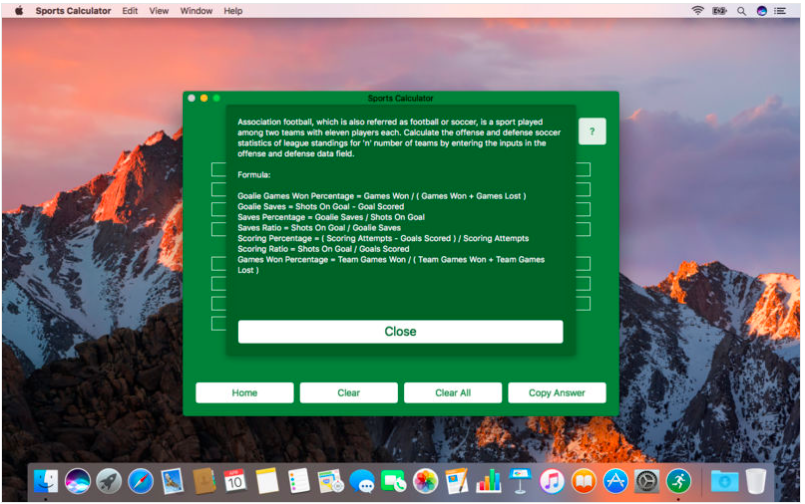 Sports Calculator Edit View Window Help
Sports Calculator
Association football, which is also referred as football or soccer, is a sport played
among two teams with eleven players each. Calculate the offense and defense soccer
statistics of league standings for 'n' number of teams by entering the inputs in the
offense and defense data field.
?
Formula:
Goalie Games Won Percentage = Games Won / ( Games Won + Games Lost )
Goalie Saves = Shots On Goal - Goal Scored
Saves Percentage = Goalie Saves / Shots On Goal
Saves Ratio = Shots On Goal / Goalie Saves
Scoring Percentage = ( Scoring Attempts - Goals Scored ) / Scoring Attempts
Scoring Ratio = Shots On Goal / Goals Scored
Games Won Percentage = Team Games Won / ( Team Games Won + Team Games
Lost )
Close
Home Clear Clear All Copy Answer
10